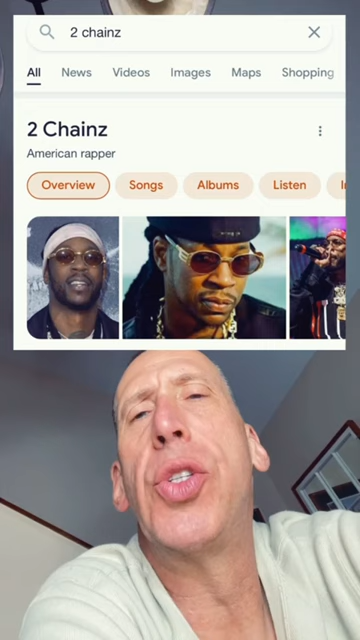 2 chainz
All News Videos Images Maps Shopping
2 Chainz
American rapper
Overview Songs Albums Listen